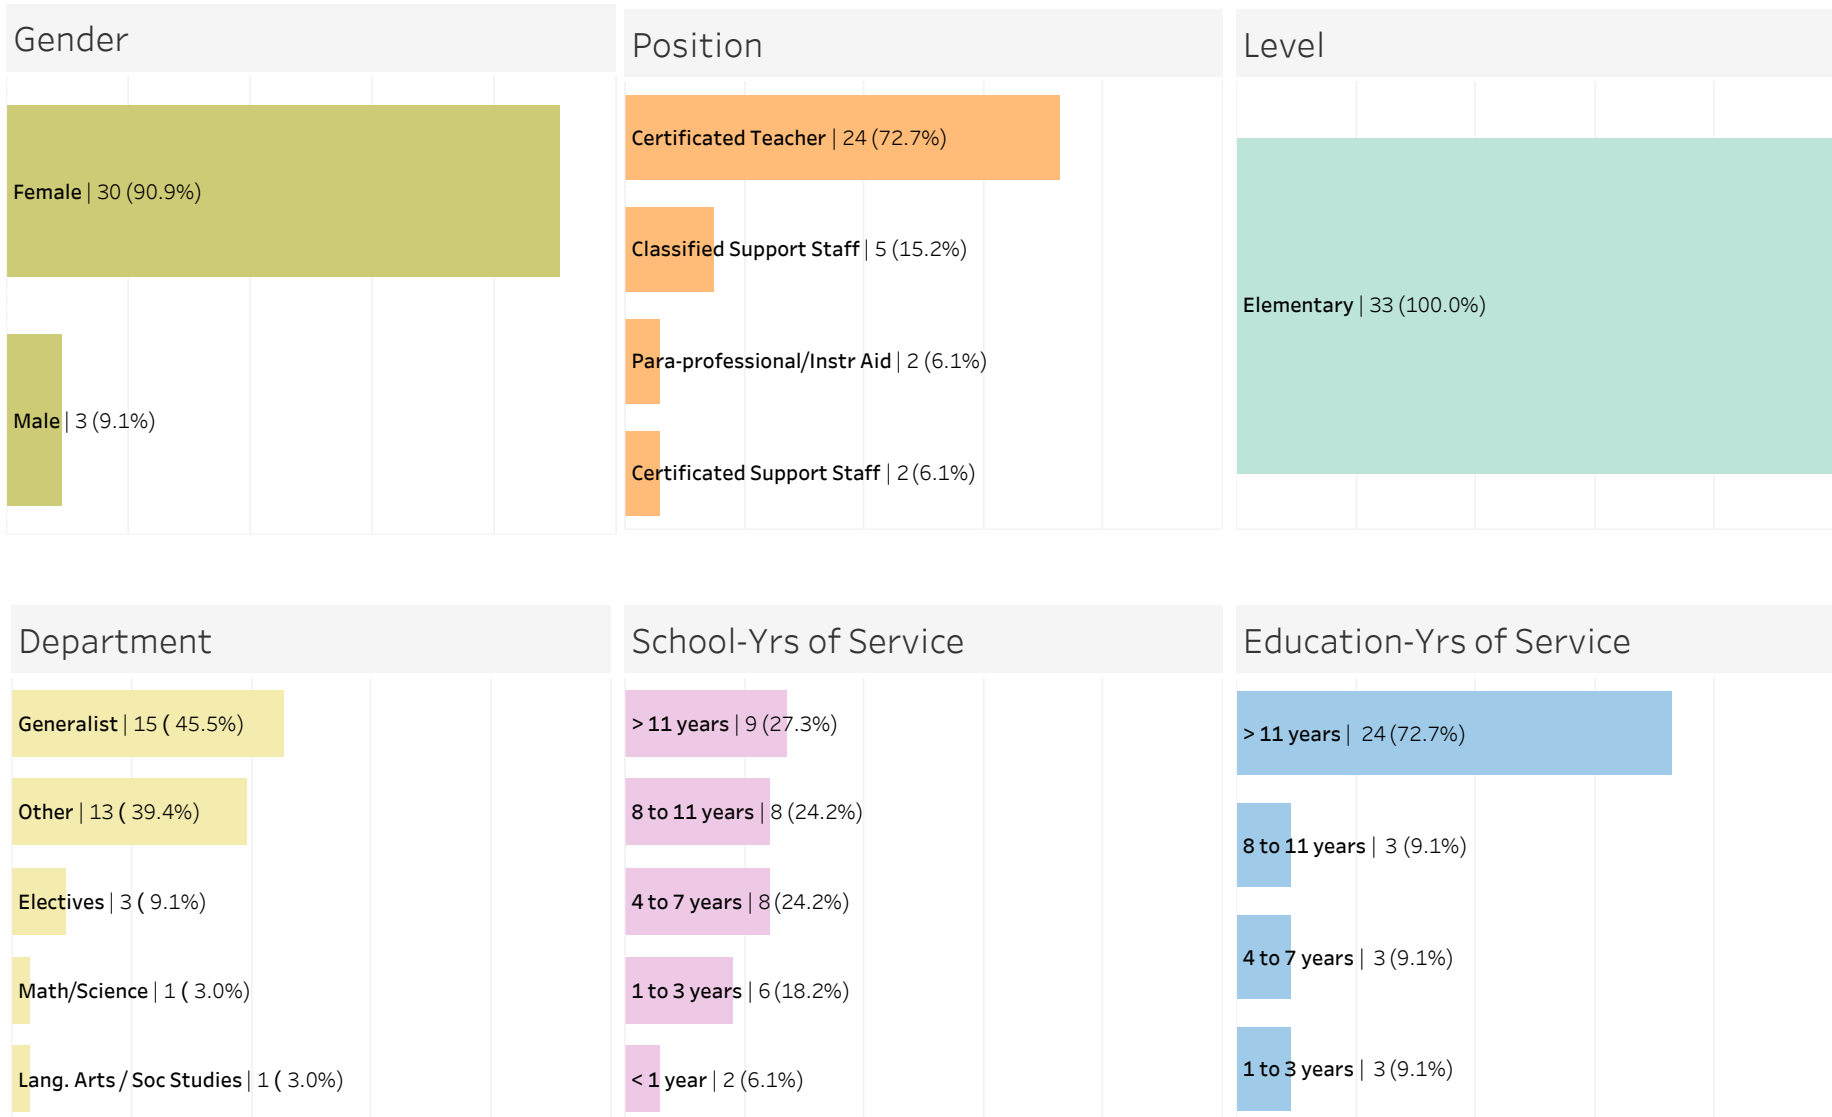 Gender
Female | 30 (90.9%)
Male | 3 (9.1%)
Position
Certificated Teacher | 24 (72.7%)
Classified Support Staff | 5 (15.2%)
Para-professional/Instr Aid | 2 (6.1%)
Certificated Support Staff | 2 (6.1%)
Level
Elementary | 33 (100.0%)
Department
Generalist | 15 ( 45.5%)
Other | 13 ( 39.4%)
Electives | 3 ( 9.1%)
Math/Science | 1 ( 3.0%)
Lang. Arts / Soc Studies | 1 ( 3.0%)
School-Yrs of Service
> 11 years | 9 (27.3%)
8 to 11 years | 8 (24.2%)
4 to 7 years | 8 (24.2%)
1 to 3 years | 6 (18.2%)
< 1 year | 2 (6.1%)
Education-Yrs of Service
> 11 years | 24 (72.7%)
8 to 11 years | 3 (9.1%)
4 to 7 years | 3 (9.1%)
1 to 3 years | 3 (9.1%)